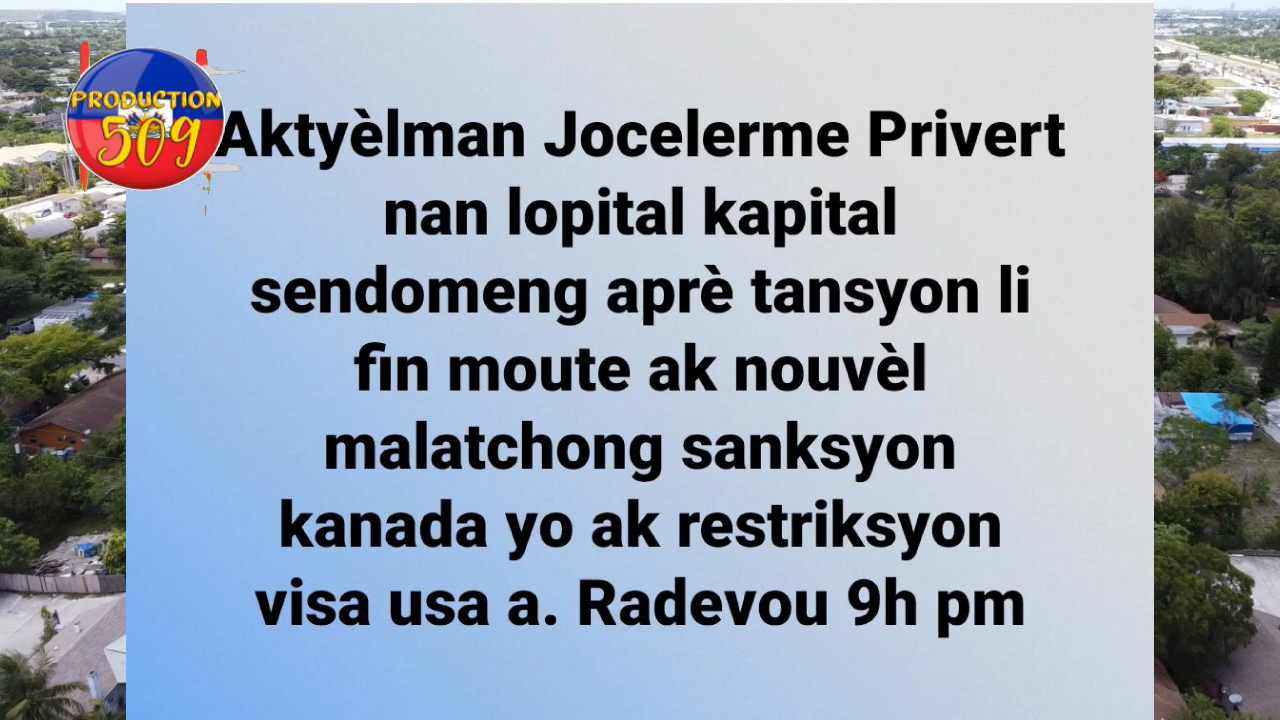 PRODUCTION
509
Aktyèlman Jocelerme Privert
nan lopital kapital
sendomeng aprè tansyon li
fin moute ak nouvèl
malatchong sanksyon
kanada yo ak restriksyon
visa usa a. Radevou 9h pm